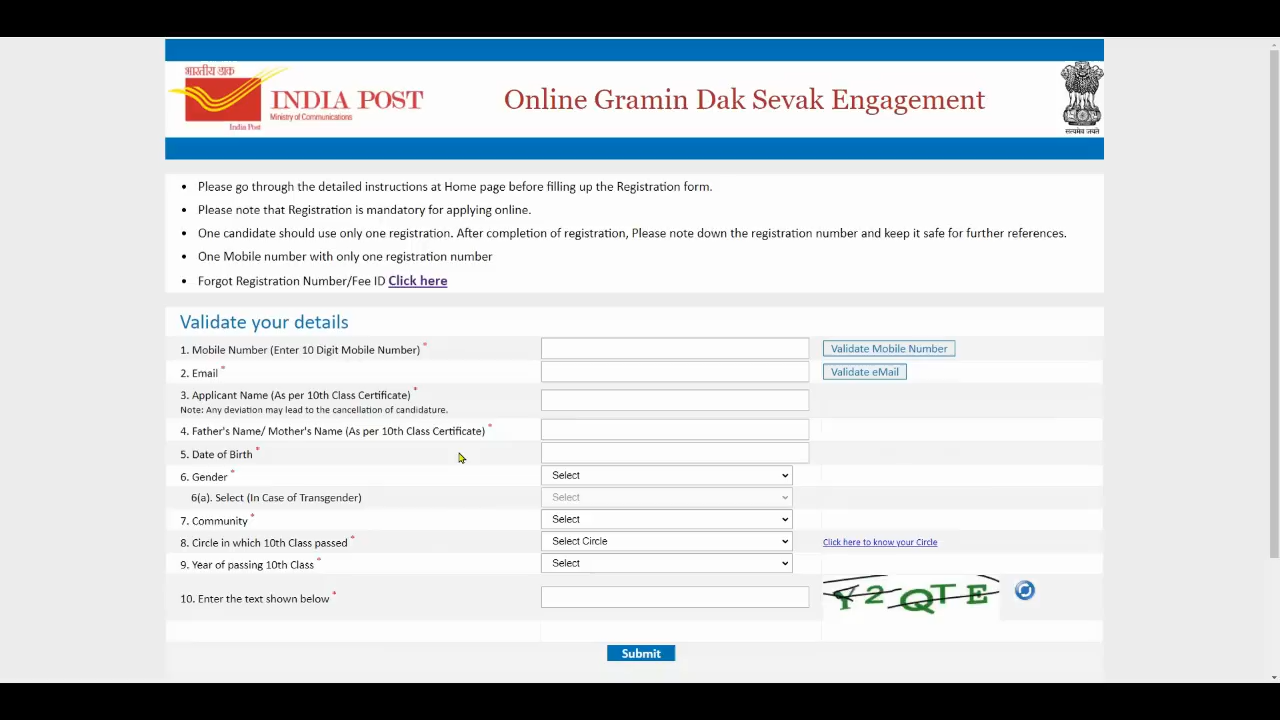 भारतीय डाक
INDIA POST
Ministry of Communications
India Post
Online Gramin Dak Sevak Engagement
सत्यमेव जयते
• Please go through the detailed instructions at Home page before filling up the Registration form.
• Please note that Registration is mandatory for applying online.
• One candidate should use only one registration. After completion of registration, Please note down the registration number and keep it safe for further references.
• One Mobile number with only one registration number
• Forgot Registration Number/Fee ID Click here
Validate your details
1. Mobile Number (Enter 10 Digit Mobile Number) * Validate Mobile Number
2. Email * Validate eMail
3. Applicant Name (As per 10th Class Certificate) *
Note: Any deviation may lead to the cancellation of candidature.
4. Father's Name/ Mother's Name (As per 10th Class Certificate) *
5. Date of Birth *
6. Gender * Select
6(a). Select (In Case of Transgender) Select
7. Community * Select
8. Circle in which 10th Class passed * Select Circle Click here to know your Circle
9. Year of passing 10th Class * Select
10. Enter the text shown below * Y2QTE
Submit